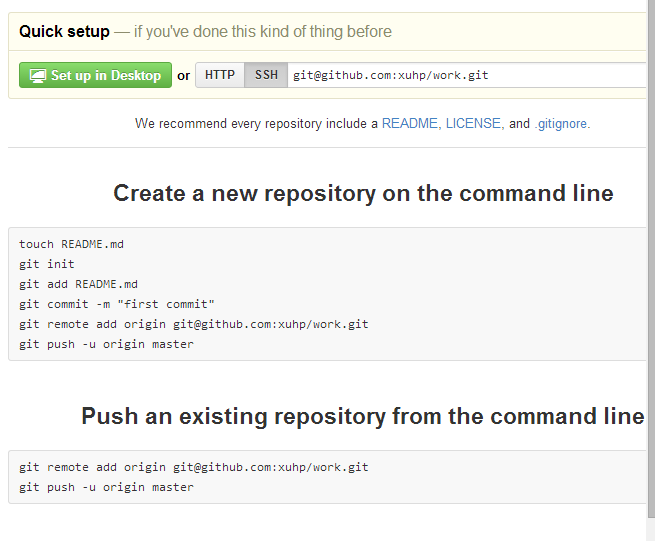 Quick setup — if you've done this kind of thing before
Set up in Desktop or HTTP SSH git@github.com:xuhp/work.git
We recommend every repository include a README, LICENSE, and .gitignore.
Create a new repository on the command line
touch README.md
git init
git add README.md
git commit -m "first commit"
git remote add origin git@github.com:xuhp/work.git
git push -u origin master
Push an existing repository from the command line
git remote add origin git@github.com:xuhp/work.git
git push -u origin master